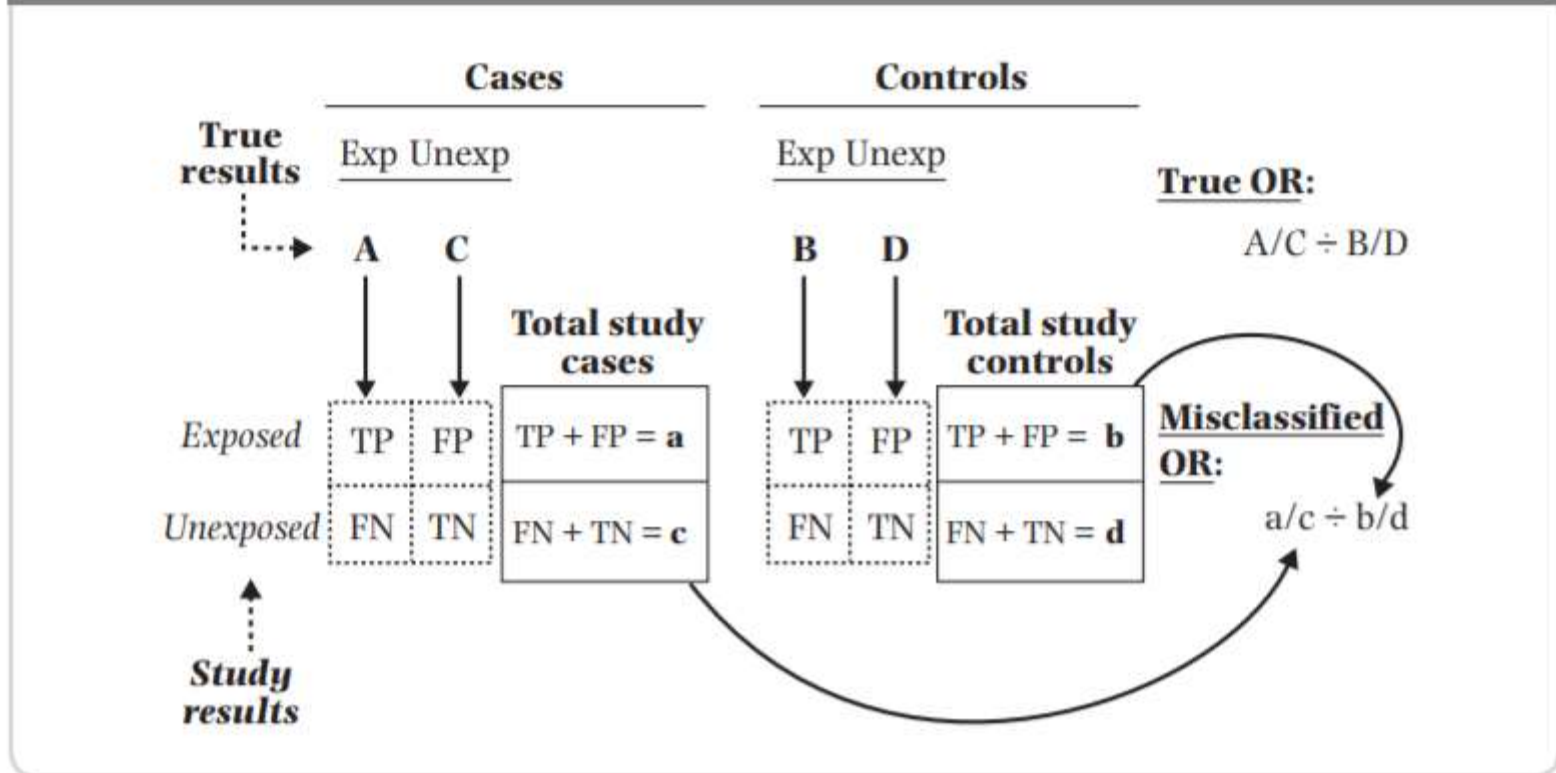 Cases
Controls
True
results
Exp Unexp
Exp Unexp
True OR:
A/C ÷ B/D
A
C
B
D
Total study
cases
Total study
controls
Exposed
TP
FP
TP + FP = a
TP
FP
TP + FP = b
Misclassified
OR:
Unexposed
FN
TN
FN + TN = c
FN
TN
FN + TN = d
a/c ÷ b/d
Study
results